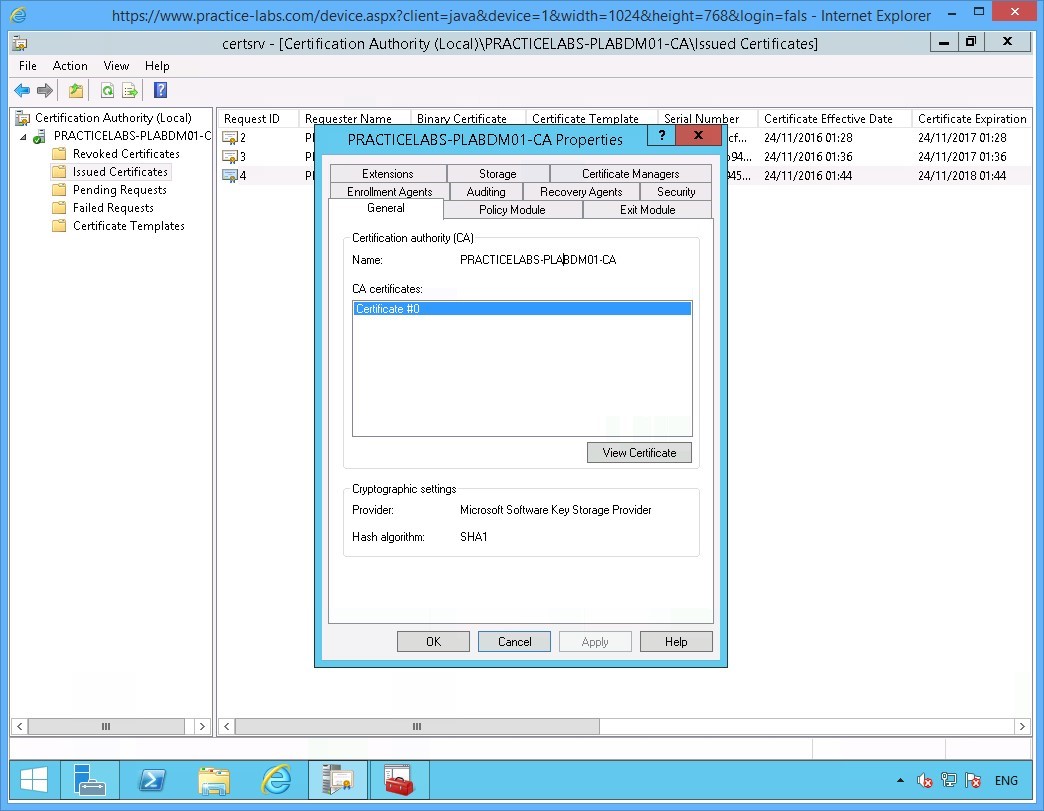 https://www.practice-labs.com/device.aspx?client=java&device=1&width=1024&height=768&login=fals - Internet Explorer
certsrv - [Certification Authority (Local)\PRACTICELABS-PLABDM01-CA\Issued Certificates]
File Action View Help
Certification Authority (Local)
PRACTICELABS-PLABDM01-C
Revoked Certificates
Issued Certificates
Pending Requests
Failed Requests
Certificate Templates
Request ID Requester Name Binary Certificate Certificate Template Serial Number Certificate Effective Date Certificate Expiration
2 24/11/2016 01:28 24/11/2017 01:28
3 24/11/2016 01:36 24/11/2017 01:36
4 24/11/2016 01:44 24/11/2018 01:44
PRACTICELABS-PLABDM01-CA Properties
Extensions Storage Certificate Managers
Enrollment Agents Auditing Recovery Agents Security
General Policy Module Exit Module
Certification authority (CA)
Name: PRACTICELABS-PLABDM01-CA
CA certificates:
Certificate #0
View Certificate
Cryptographic settings
Provider: Microsoft Software Key Storage Provider
Hash algorithm: SHA1
OK Cancel Apply Help
ENG